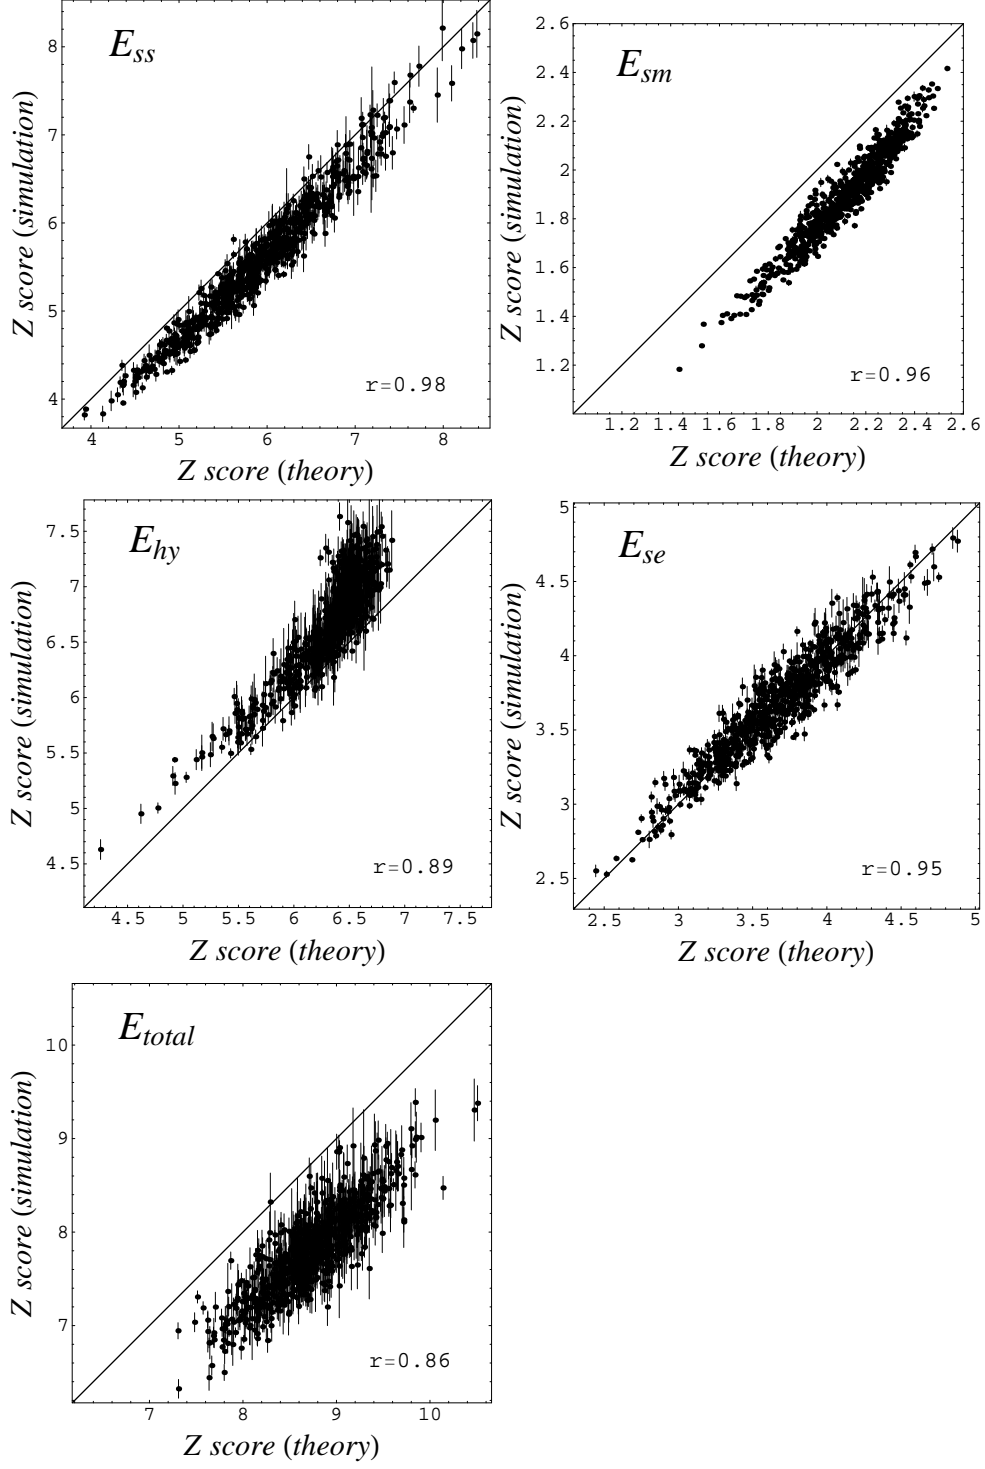 E_ss
8
7
6
5
4
r=0.98
4 5 6 7 8
Z score (simulation)
Z score (theory)
E_sm
2.6
2.4
2.2
2
1.8
1.6
1.4
1.2
r=0.96
1.2 1.4 1.6 1.8 2 2.2 2.4 2.6
Z score (simulation)
Z score (theory)
E_hy
7.5
7
6.5
6
5.5
5
4.5
r=0.89
4.5 5 5.5 6 6.5 7 7.5
Z score (simulation)
Z score (theory)
E_se
5
4.5
4
3.5
3
2.5
r=0.95
2.5 3 3.5 4 4.5 5
Z score (simulation)
Z score (theory)
E_total
10
9
8
7
r=0.86
7 8 9 10
Z score (simulation)
Z score (theory)